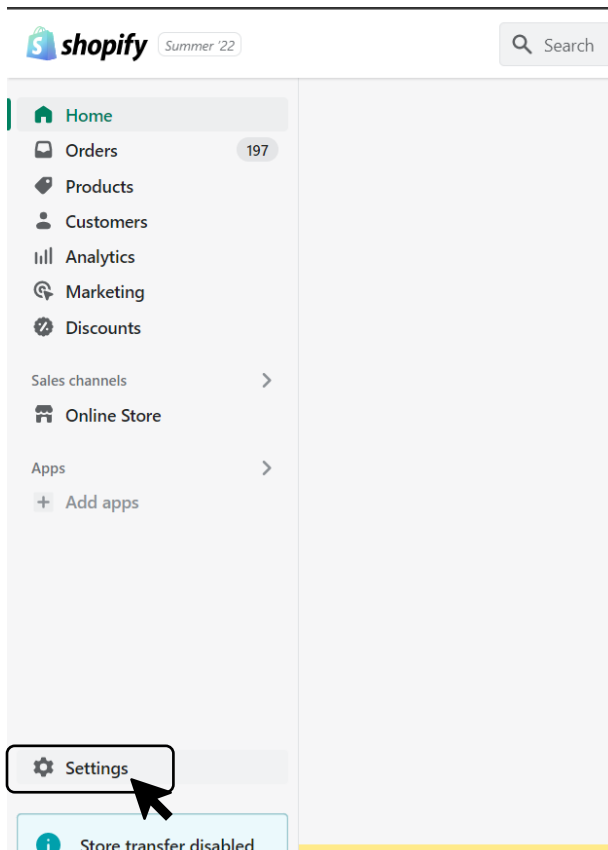 shopify Summer '22
Search
Home
Orders 197
Products
Customers
Analytics
Marketing
Discounts
Sales channels
Online Store
Apps
Add apps
Settings
Store transfer disabled